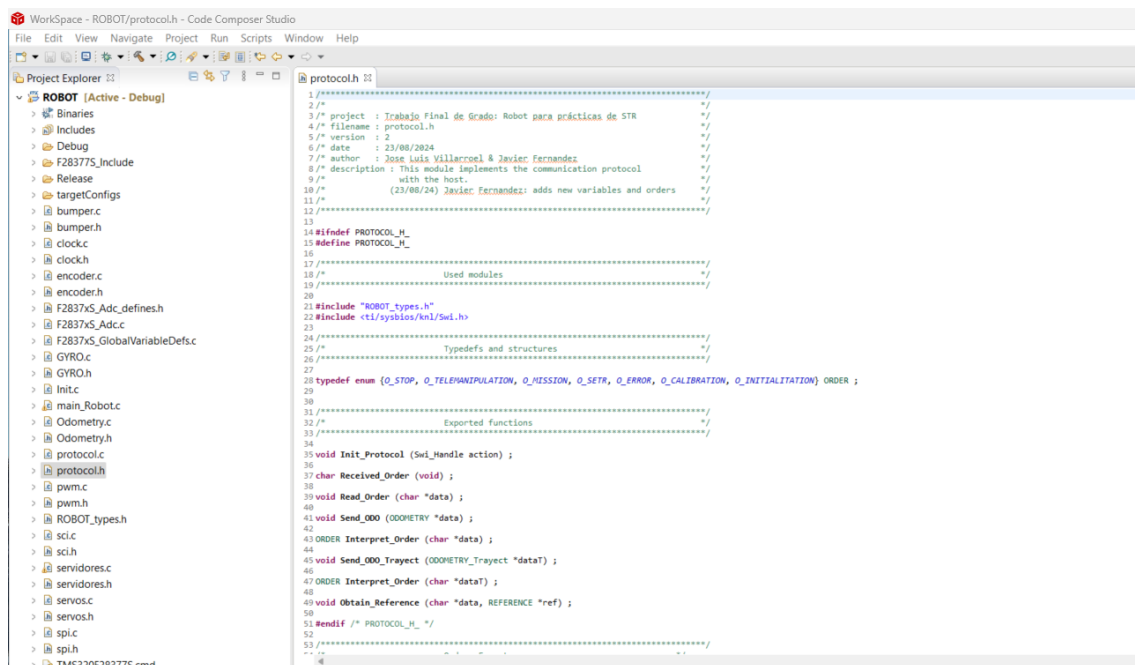 WorkSpace - ROBOT/protocol.h - Code Composer Studio
File Edit View Navigate Project Run Scripts Window Help
Project Explorer
ROBOT [Active - Debug]
Binaries
Includes
Debug
F28377S_Include
Release
targetConfigs
bumper.c
bumper.h
clock.c
clock.h
encoder.c
encoder.h
F2837xS_Adc_defines.h
F2837xS_Adc.c
F2837xS_GlobalVariableDefs.c
GYRO.c
GYRO.h
Init.c
main_Robot.c
Odometry.c
Odometry.h
protocol.c
protocol.h
pwm.c
pwm.h
ROBOT_types.h
sci.c
sci.h
servidores.c
servidores.h
servos.c
servos.h
spi.c
spi.h
TMS320F28377S.cmd
protocol.h
1 /******************************************************************************/
2 /* */
3 /* project : Trabajo Final de Grado: Robot para prácticas de STR */
4 /* filename : protocol.h */
5 /* version : 2 */
6 /* date : 23/08/2024 */
7 /* author : Jose Luis Villarroel & Javier Fernandez */
8 /* description : This module implements the communication protocol */
9 /* with the host. */
10 /* (23/08/24) Javier Fernandez: adds new variables and orders */
11 /* */
12 /******************************************************************************/
13
14 #ifndef PROTOCOL_H_
15 #define PROTOCOL_H_
16
17 /******************************************************************************/
18 /* Used modules */
19 /******************************************************************************/
20
21 #include "ROBOT_types.h"
22 #include <ti/sysbios/knl/Swi.h>
23
24 /******************************************************************************/
25 /* Typedefs and structures */
26 /******************************************************************************/
27
28 typedef enum {O_STOP, O_TELEMANIPULATION, O_MISSION, O_SETR, O_ERROR, O_CALIBRATION, O_INITIALITATION} ORDER ;
29
30
31 /******************************************************************************/
32 /* Exported functions */
33 /******************************************************************************/
34
35 void Init_Protocol (Swi_Handle action) ;
36
37 char Received_Order (void) ;
38
39 void Read_Order (char *data) ;
40
41 void Send_ODO (ODOMETRY *data) ;
42
43 ORDER Interpret_Order (char *data) ;
44
45 void Send_ODO_Trayect (ODOMETRY_Trayect *dataT) ;
46
47 ORDER Interpret_Order (char *dataT) ;
48
49 void Obtain_Reference (char *data, REFERENCE *ref) ;
50
51 #endif /* PROTOCOL_H_ */
52
53 /******************************************************************************/